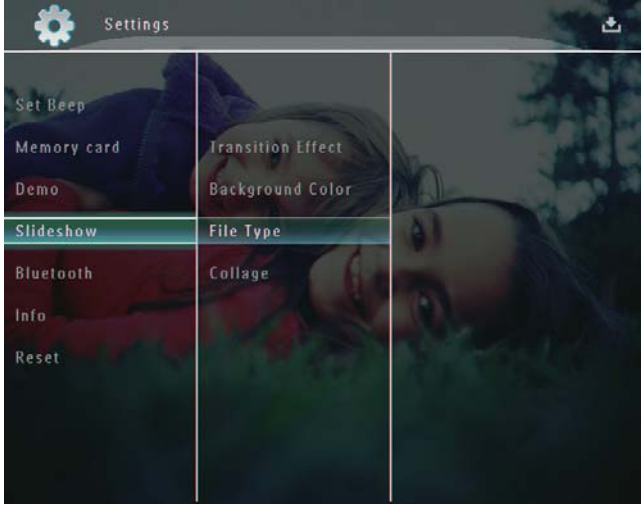 Settings
Set Beep
Memory card
Demo
Slideshow
Bluetooth
Info
Reset
Transition Effect
Background Color
File Type
Collage